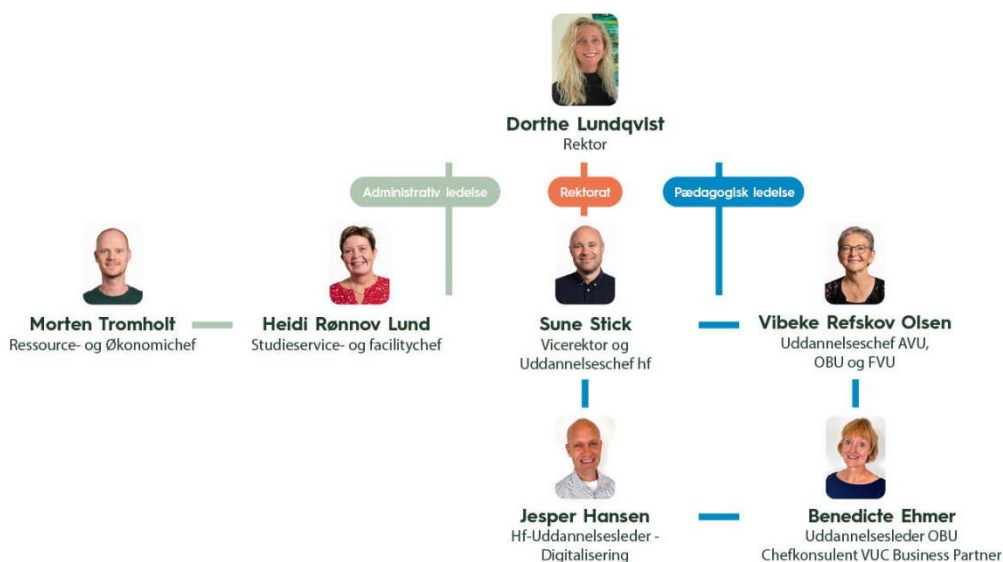 Dorthe Lundqvist
Rektor
Administrativ ledelse
Rektorat
Pædagogisk ledelse
Morten Tromholt
Ressource- og Økonomichef
Heidi Rønnov Lund
Studieservice- og facilitychef
Sune Stick
Vicerektor og
Uddannelseschef hf
Vibeke Refskov Olsen
Uddannelseschef AVU,
OBU og FVU
Jesper Hansen
Hf-Uddannelsesleder -
Digitalisering
Benedicte Ehmer
Uddannelsesleder OBU
Chefkonsulent VUC Business Partner